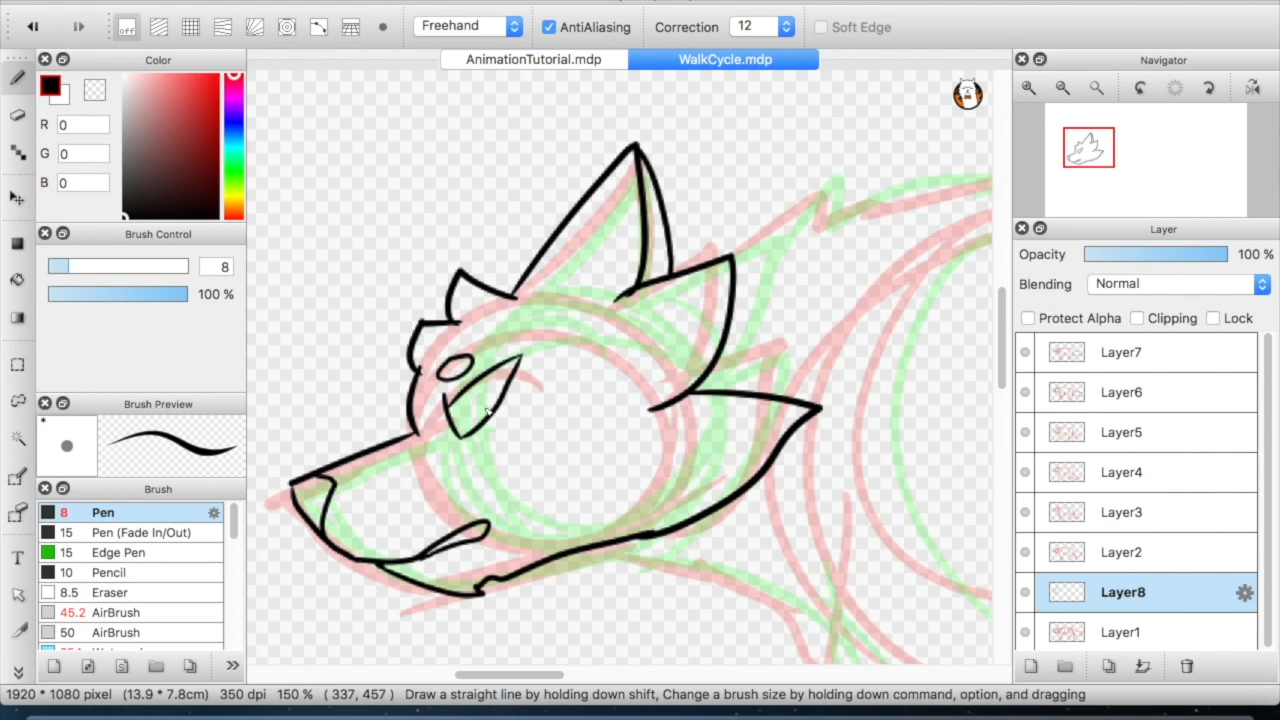 off
Freehand
AntiAliasing
Correction
12
Soft Edge
AnimationTutorial.mdp
WalkCycle.mdp
Color
R 0
G 0
B 0
Brush Control
8
100 %
Brush Preview
*
Brush
8 Pen
15 Pen (Fade In/Out)
15 Edge Pen
10 Pencil
8.5 Eraser
45.2 AirBrush
50 AirBrush
T
Navigator
Layer
Opacity 100 %
Blending Normal
Protect Alpha Clipping Lock
Layer7
Layer6
Layer5
Layer4
Layer3
Layer2
Layer8
Layer1
1920 * 1080 pixel (13.9 * 7.8cm) 350 dpi 150 % ( 337, 457 ) Draw a straight line by holding down shift, Change a brush size by holding down command, option, and dragging